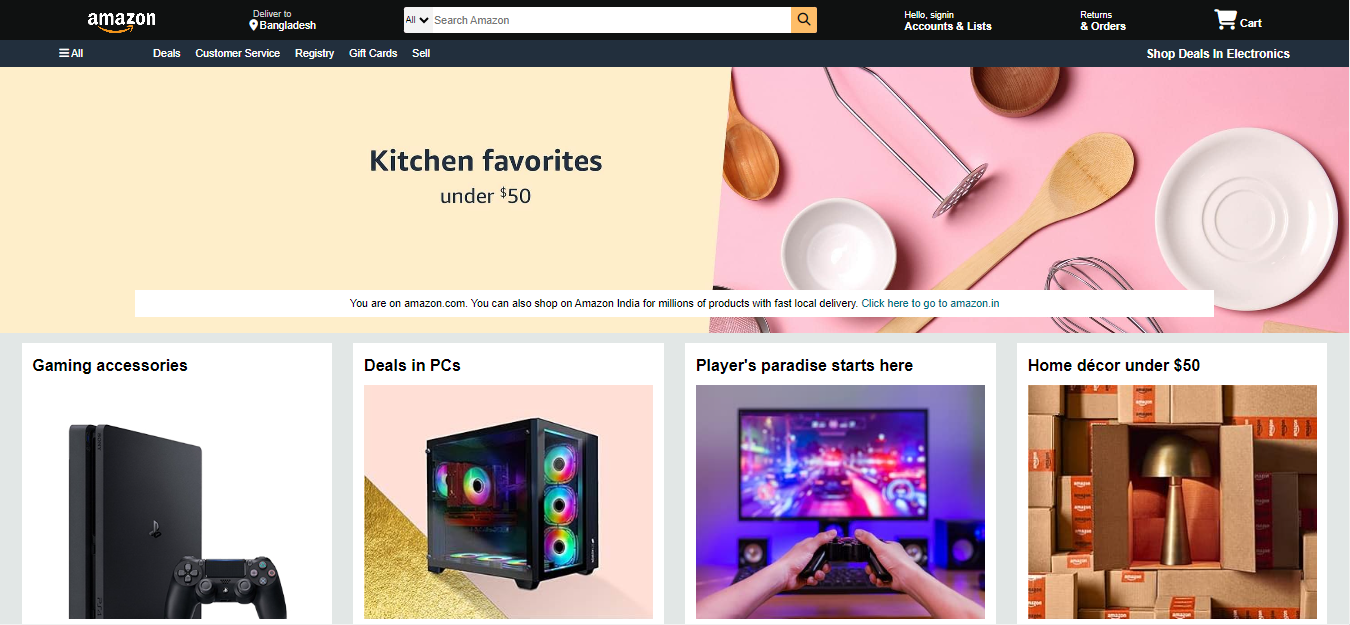 amazon
Deliver to
Bangladesh
All
Search Amazon
Hello, signin
Accounts & Lists
Returns
& Orders
Cart
All
Deals
Customer Service
Registry
Gift Cards
Sell
Shop Deals In Electronics
Kitchen favorites
under $50
You are on amazon.com. You can also shop on Amazon India for millions of products with fast local delivery. Click here to go to amazon.in
Gaming accessories
Deals in PCs
Player's paradise starts here
Home décor under $50